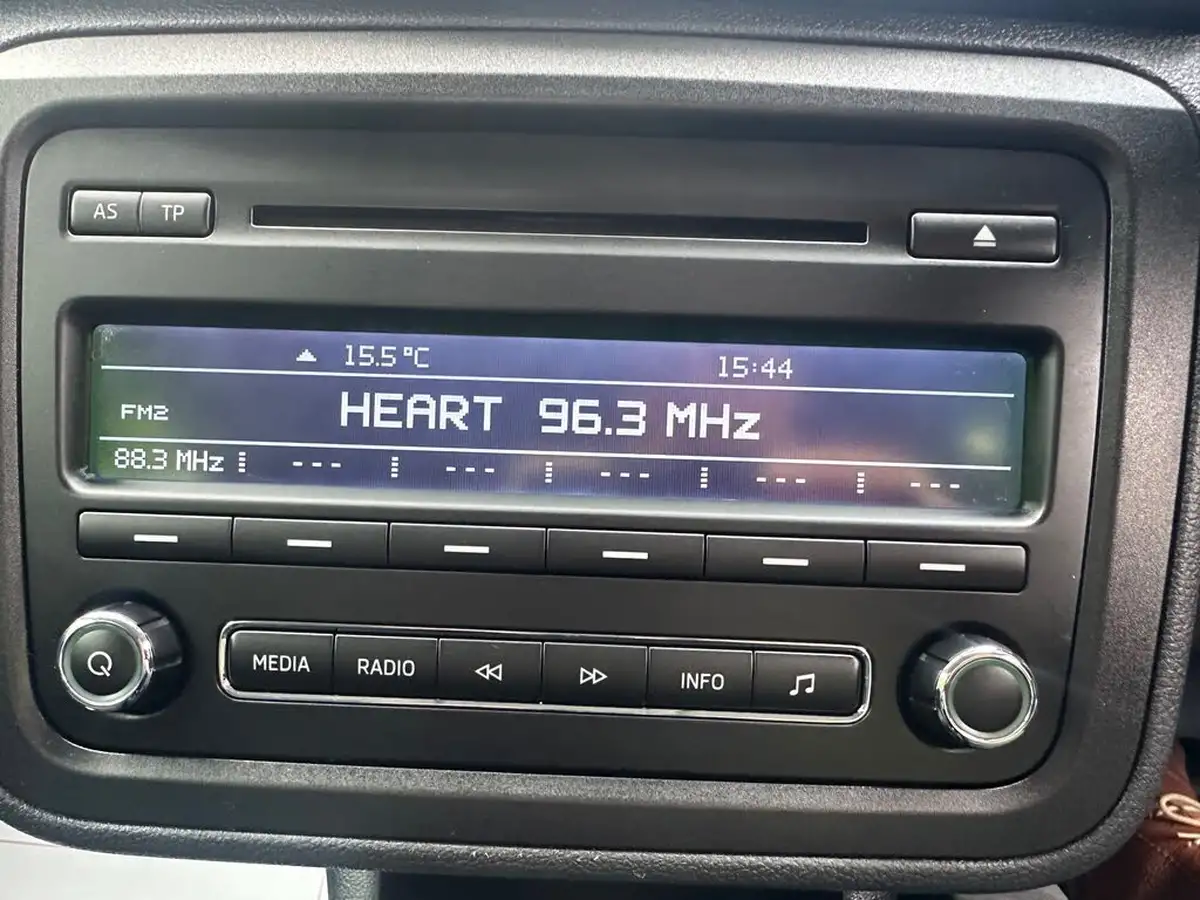 AS TP
15.5°C 15:44
HEART 96.3 MHz
FM2
88.3 MHz --- --- --- --- ---
MEDIA RADIO INFO